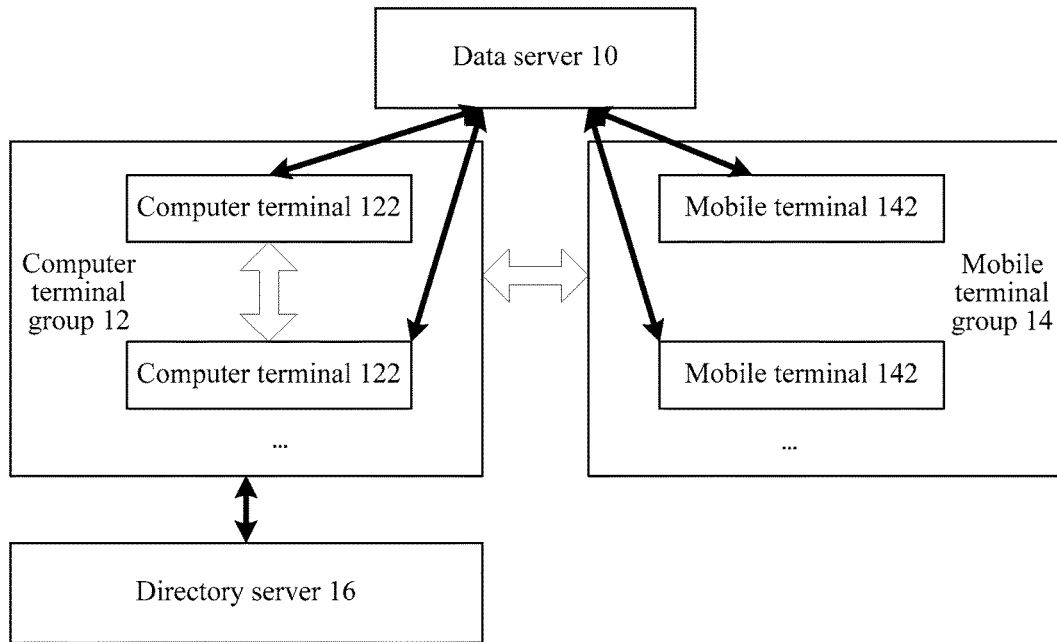 Data server 10
Computer terminal 122
Mobile terminal 142
Computer
terminal
group 12
Mobile
terminal
group 14
Computer terminal 122
Mobile terminal 142
...
...
Directory server 16